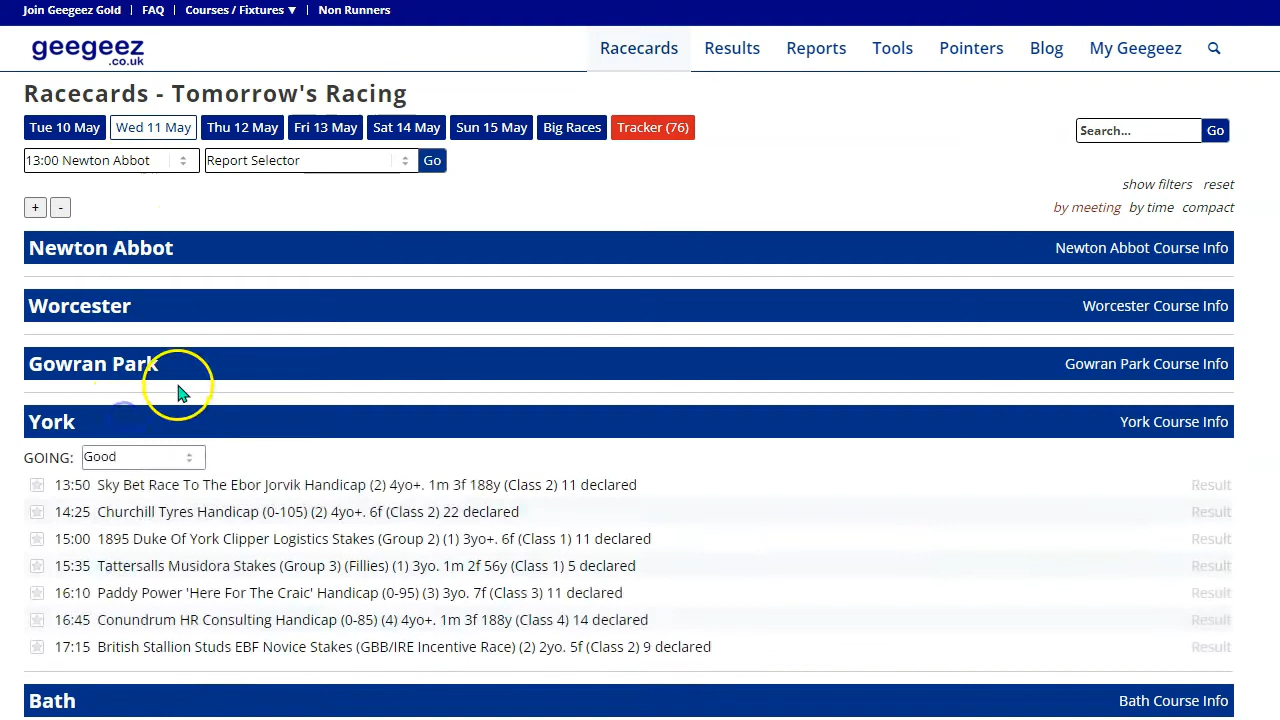 Join Geegeez Gold | FAQ | Courses / Fixtures ▼ | Non Runners
geegeez
.co.uk
Racecards Results Reports Tools Pointers Blog My Geegeez
Racecards - Tomorrow's Racing
Tue 10 May Wed 11 May Thu 12 May Fri 13 May Sat 14 May Sun 15 May Big Races Tracker (76)
Search... Go
13:00 Newton Abbot Report Selector Go
show filters reset
+ - by meeting by time compact
Newton Abbot Newton Abbot Course Info
Worcester Worcester Course Info
Gowran Park Gowran Park Course Info
York York Course Info
GOING: Good
13:50 Sky Bet Race To The Ebor Jorvik Handicap (2) 4yo+. 1m 3f 188y (Class 2) 11 declared Result
14:25 Churchill Tyres Handicap (0-105) (2) 4yo+. 6f (Class 2) 22 declared Result
15:00 1895 Duke Of York Clipper Logistics Stakes (Group 2) (1) 3yo+. 6f (Class 1) 11 declared Result
15:35 Tattersalls Musidora Stakes (Group 3) (Fillies) (1) 3yo. 1m 2f 56y (Class 1) 5 declared Result
16:10 Paddy Power 'Here For The Craic' Handicap (0-95) (3) 3yo. 7f (Class 3) 11 declared Result
16:45 Conundrum HR Consulting Handicap (0-85) (4) 4yo+. 1m 3f 188y (Class 4) 14 declared Result
17:15 British Stallion Studs EBF Novice Stakes (GBB/IRE Incentive Race) (2) 2yo. 5f (Class 2) 9 declared Result
Bath Bath Course Info